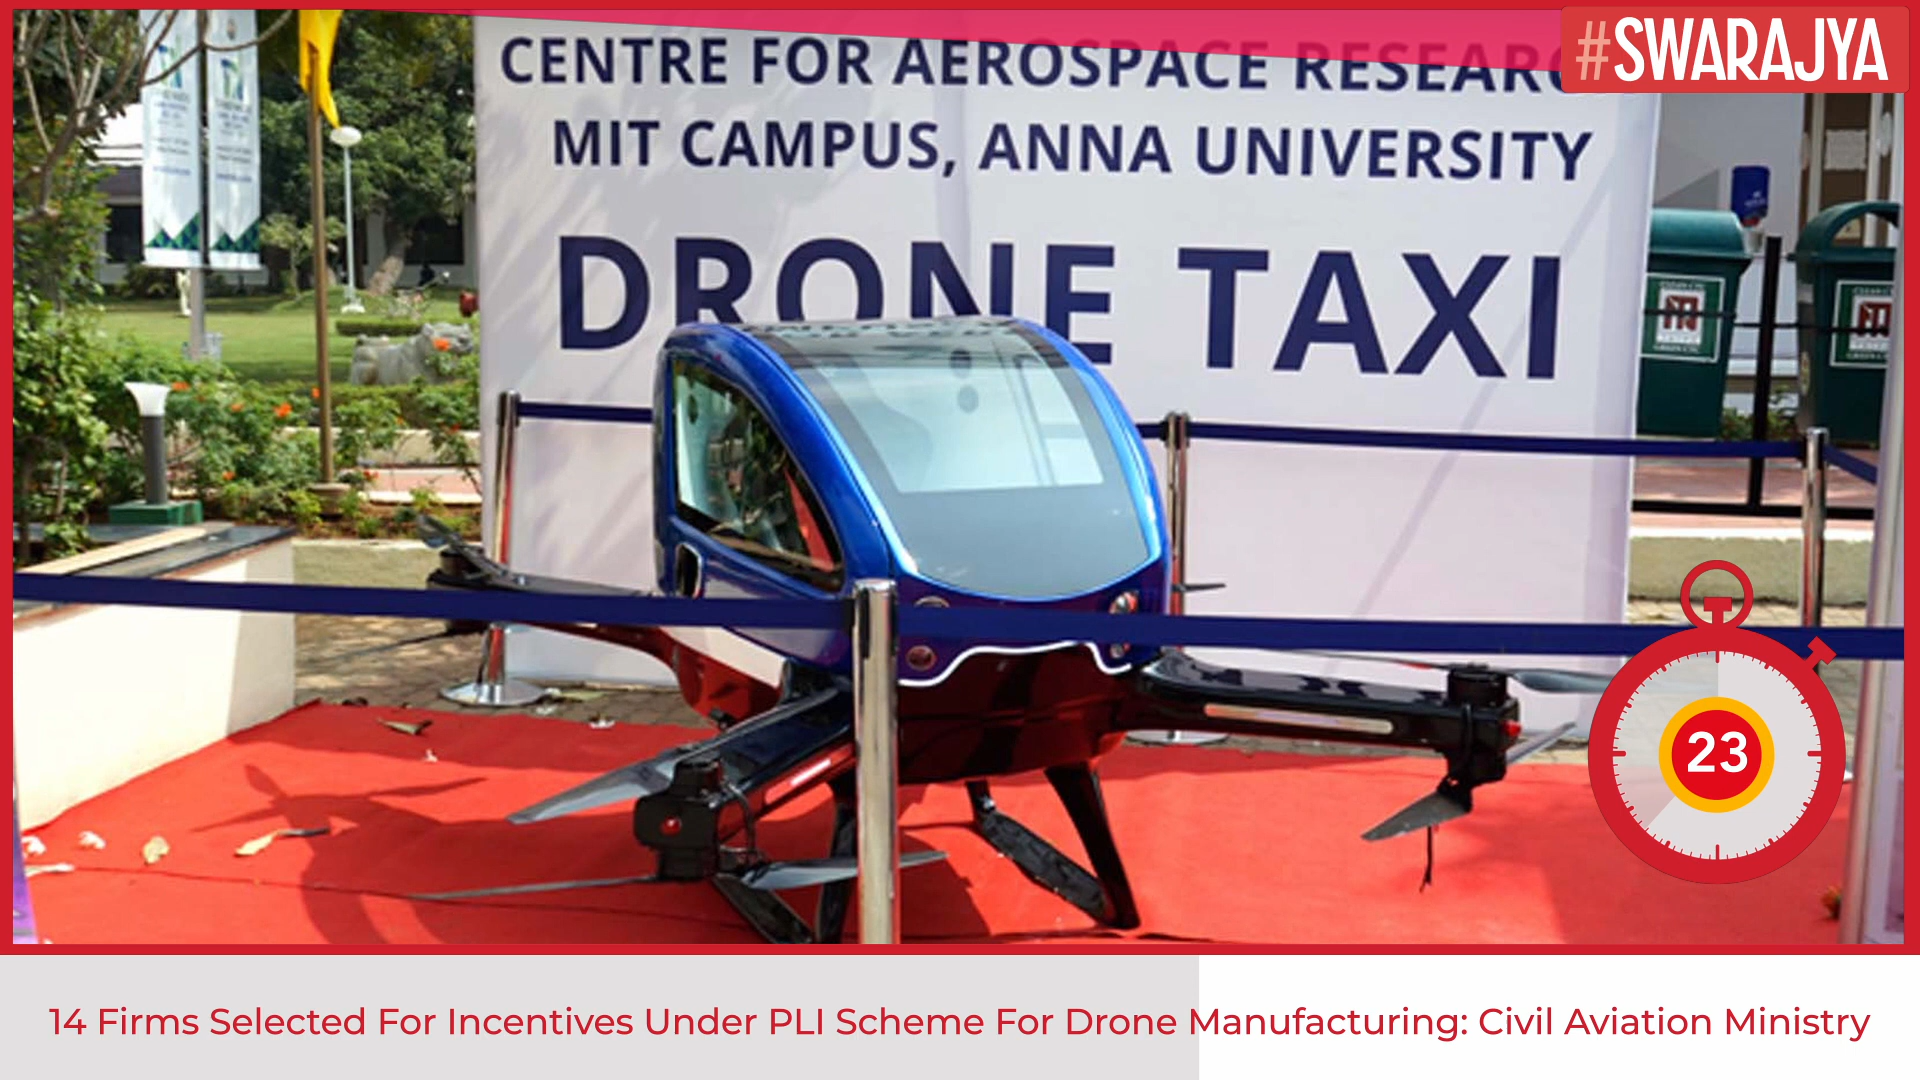 #SWARAJYA
CENTRE FOR AEROSPACE
MIT CAMPUS, ANNA UNIVERSITY
DRONE TAXI
23
14 Firms Selected For Incentives Under PLI Scheme For Drone Manufacturing: Civil Aviation Ministry